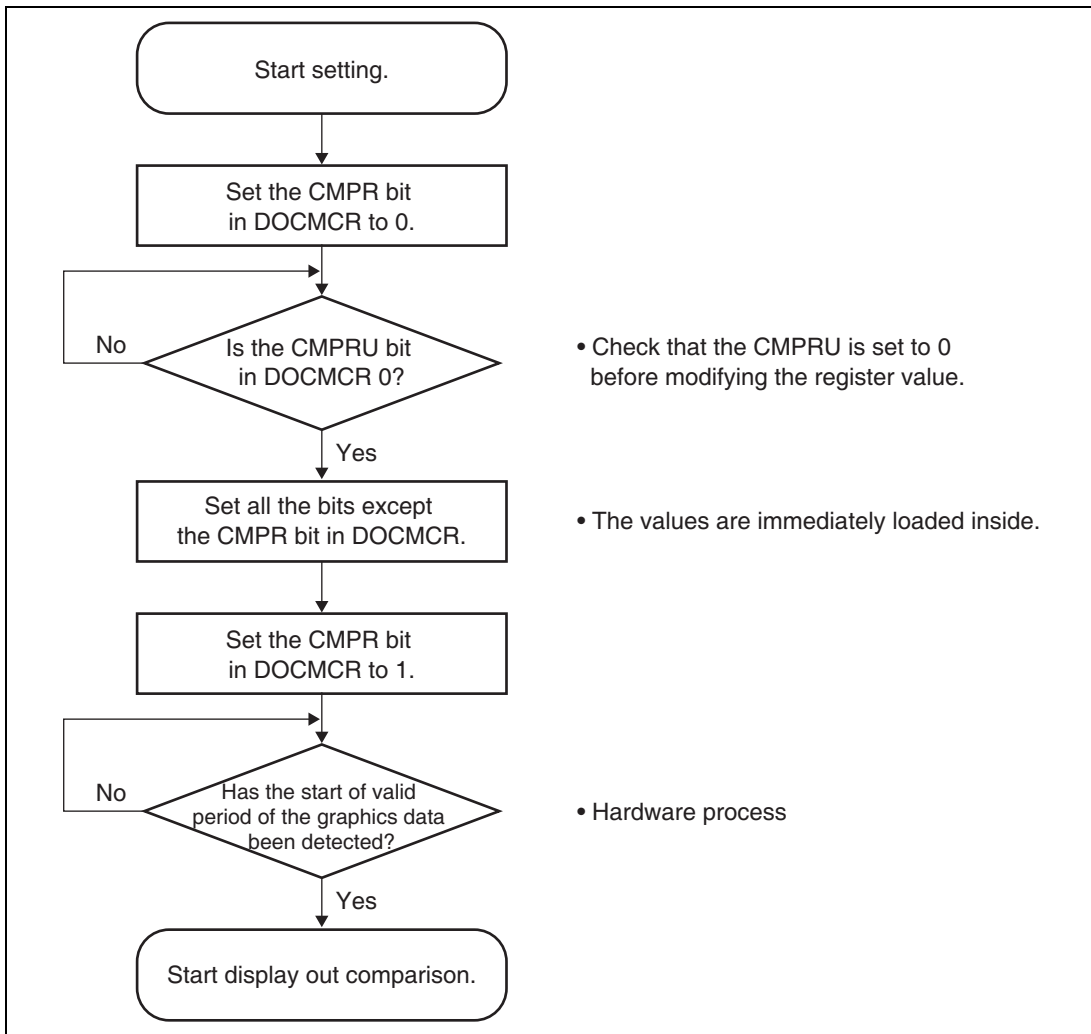 Start setting.
Set the CMPR bit
in DOCMCR to 0.
No
Is the CMPRU bit
in DOCMCR 0?
• Check that the CMPRU is set to 0
before modifying the register value.
Yes
Set all the bits except
the CMPR bit in DOCMCR.
• The values are immediately loaded inside.
Set the CMPR bit
in DOCMCR to 1.
No
Has the start of valid
period of the graphics data
been detected?
• Hardware process
Yes
Start display out comparison.